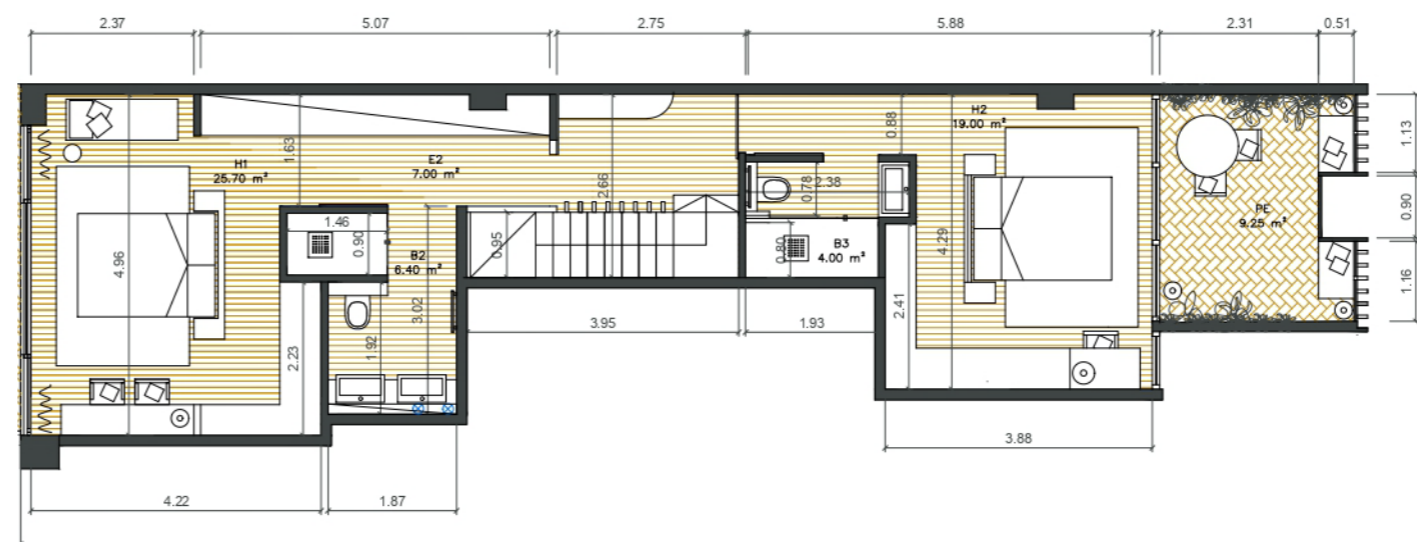 2.37
5.07
2.75
5.88
2.31
0.51
H1
25.70 m²
1.63
E2
7.00 m²
2.66
0.88
H2
19.00 m²
1.13
0.78
2.38
0.90
PE
9.25 m²
1.46
0.90
B2
6.40 m²
0.95
0.80
B3
4.00 m²
4.29
4.96
3.02
1.16
2.23
1.92
3.95
1.93
2.41
3.88
4.22
1.87